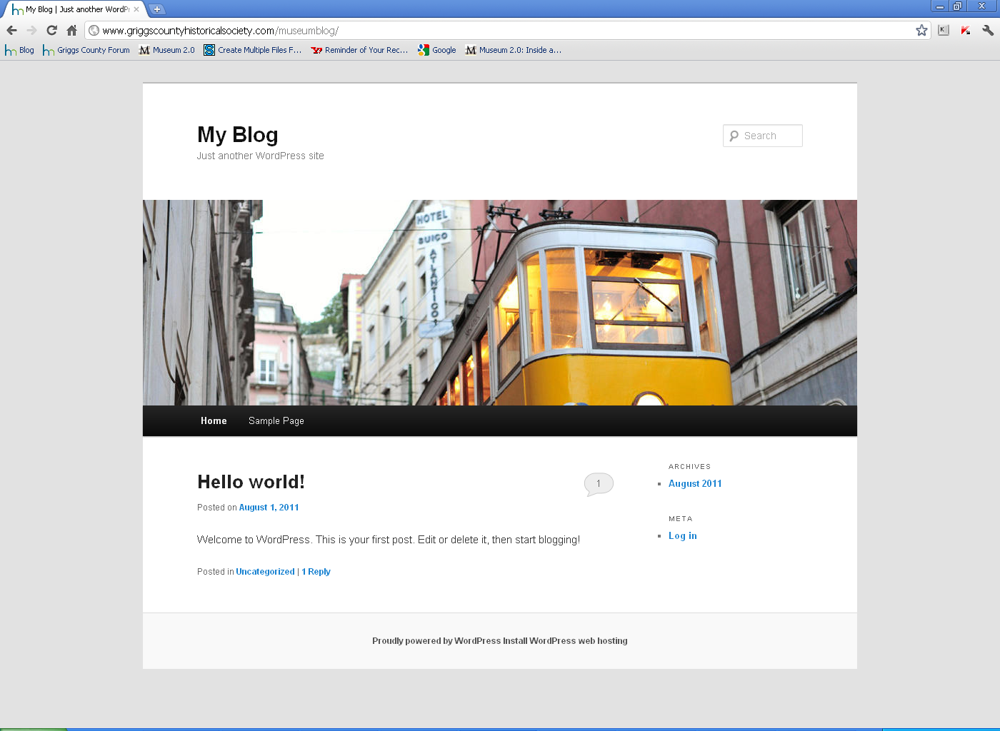 My Blog | Just another WordPr
www.griggscountyhistoricalsociety.com/museumblog/
Blog
Griggs County Forum
Museum 2.0
Create Multiple Files F...
Reminder of Your Rec...
Google
Museum 2.0: Inside a...
My Blog
Search
Just another WordPress site
HOTEL
SUICO
ATLANTICO
Home
Sample Page
Hello world!
1
Posted on August 1, 2011
Welcome to WordPress. This is your first post. Edit or delete it, then start blogging!
Posted in Uncategorized | 1 Reply
ARCHIVES
August 2011
META
Log in
Proudly powered by WordPress Install WordPress web hosting